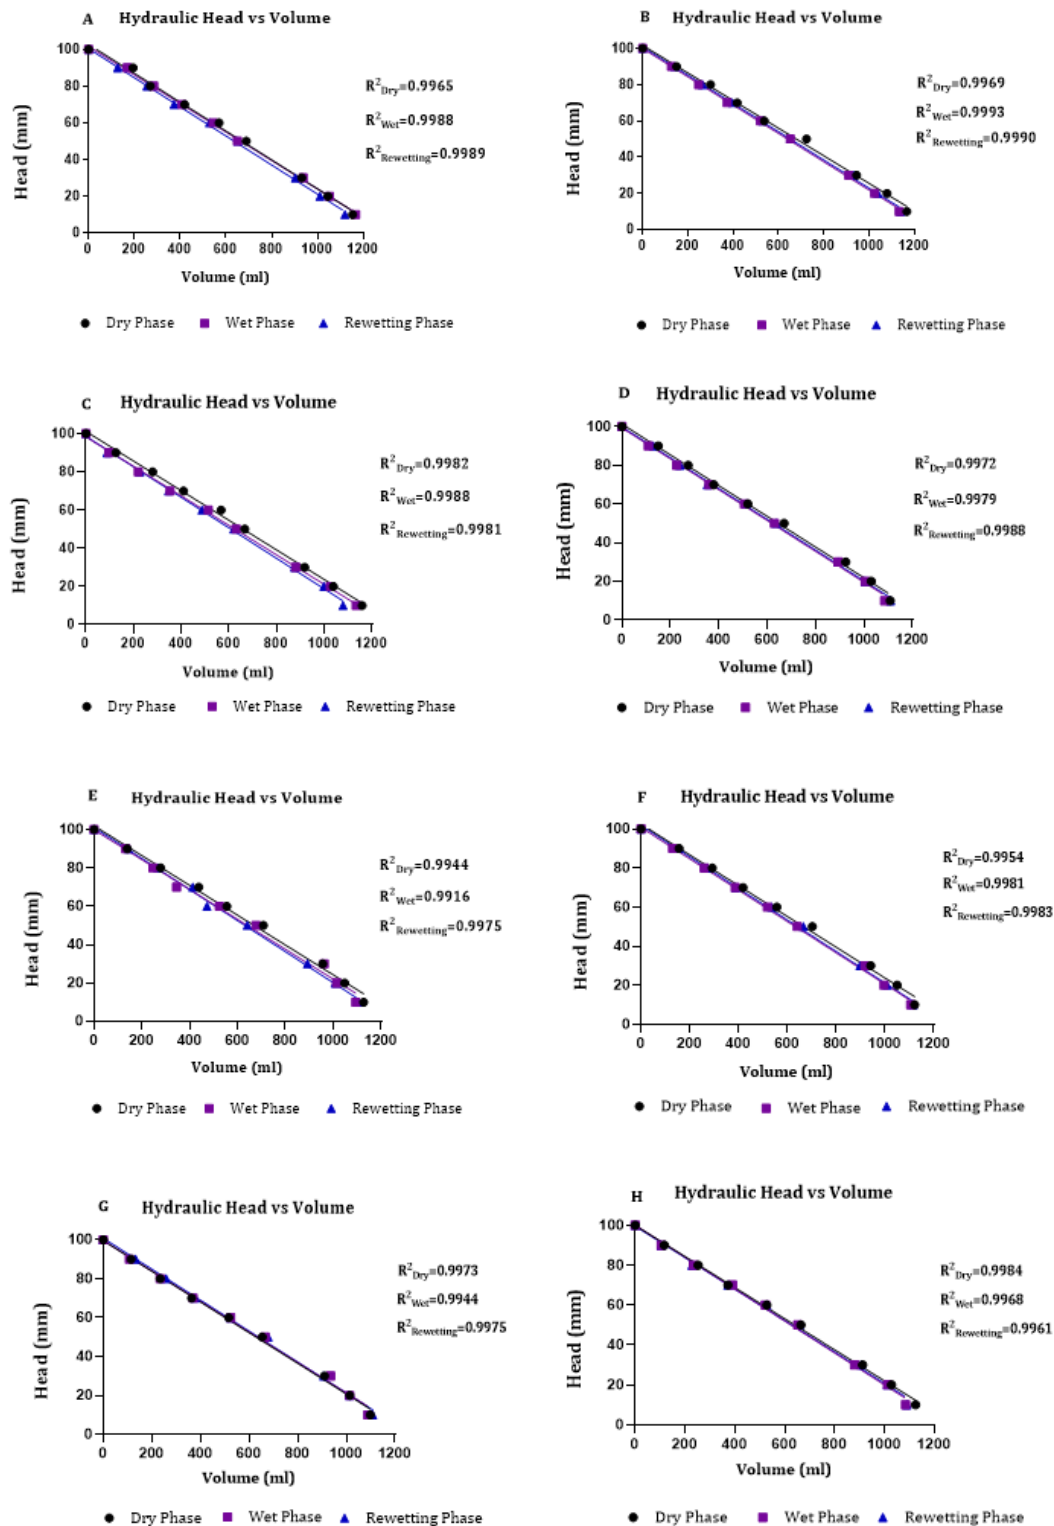 A Hydraulic Head vs Volume
Head (mm)
100
80
60
40
20
0
R²Dry=0.9965
R²Wet=0.9988
R²Rewetting=0.9989
0 200 400 600 800 1000 1200
Volume (ml)
Dry Phase Wet Phase Rewetting Phase
B Hydraulic Head vs Volume
Head (mm)
100
80
60
40
20
0
R²Dry=0.9969
R²Wet=0.9993
R²Rewetting=0.9990
0 200 400 600 800 1000 1200
Volume (ml)
Dry Phase Wet Phase Rewetting Phase
C Hydraulic Head vs Volume
Head (mm)
100
80
60
40
20
0
R²Dry=0.9982
R²Wet=0.9988
R²Rewetting=0.9981
0 200 400 600 800 1000 1200
Volume (ml)
Dry Phase Wet Phase Rewetting Phase
D Hydraulic Head vs Volume
Head (mm)
100
80
60
40
20
0
R²Dry=0.9972
R²Wet=0.9979
R²Rewetting=0.9988
0 200 400 600 800 1000 1200
Volume (ml)
Dry Phase Wet Phase Rewetting Phase
E Hydraulic Head vs Volume
Head (mm)
100
80
60
40
20
0
R²Dry=0.9944
R²Wet=0.9916
R²Rewetting=0.9975
0 200 400 600 800 1000 1200
Volume (ml)
Dry Phase Wet Phase Rewetting Phase
F Hydraulic Head vs Volume
Head (mm)
100
80
60
40
20
0
R²Dry=0.9954
R²Wet=0.9981
R²Rewetting=0.9983
0 200 400 600 800 1000 1200
Volume (ml)
Dry Phase Wet Phase Rewetting Phase
G Hydraulic Head vs Volume
Head (mm)
100
80
60
40
20
0
R²Dry=0.9973
R²Wet=0.9944
R²Rewetting=0.9975
0 200 400 600 800 1000 1200
Volume (ml)
Dry Phase Wet Phase Rewetting Phase
H Hydraulic Head vs Volume
Head (mm)
100
80
60
40
20
0
R²Dry=0.9984
R²Wet=0.9968
R²Rewetting=0.9961
0 200 400 600 800 1000 1200
Volume (ml)
Dry Phase Wet Phase Rewetting Phase